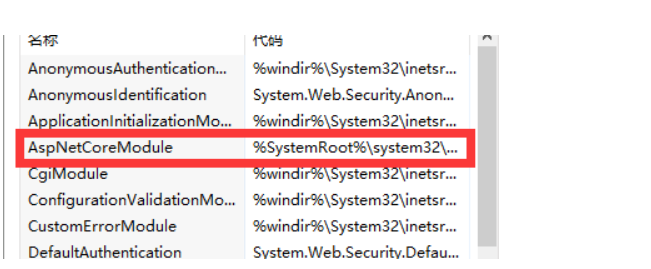 名称 代码
AnonymousAuthentication... %windir%\System32\inetsr...
AnonymousIdentification System.Web.Security.Anon...
ApplicationInitializationMo... %windir%\System32\inetsr...
AspNetCoreModule %SystemRoot%\system32\...
CgiModule %windir%\System32\inetsr...
ConfigurationValidationMo... %windir%\System32\inetsr...
CustomErrorModule %windir%\System32\inetsr...
DefaultAuthentication System.Web.Security.Defau...